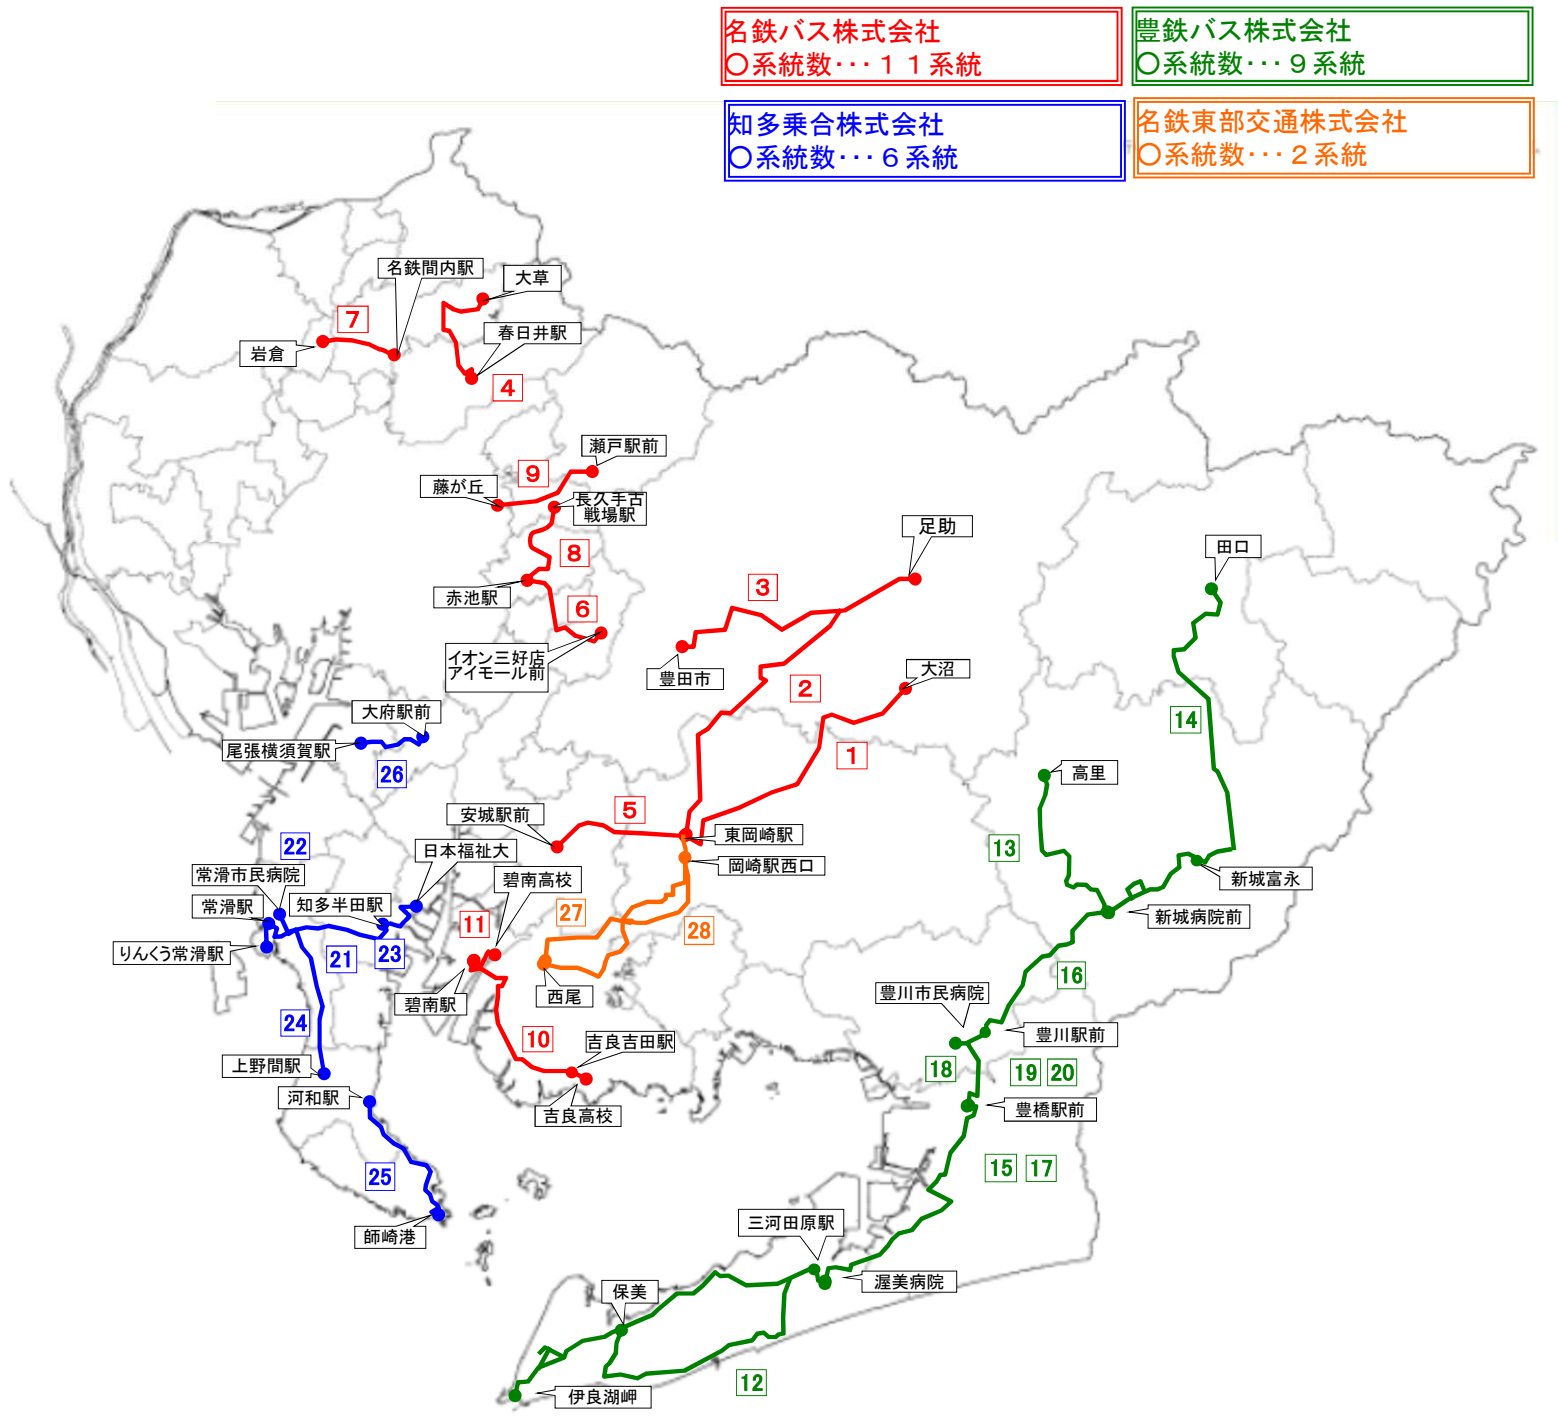 名鉄バス株式会社
〇系統数･･･１１系統
豊鉄バス株式会社
〇系統数･･･９系統
知多乗合株式会社
〇系統数･･･６系統
名鉄東部交通株式会社
〇系統数･･･２系統
名鉄間内駅
大草
7
春日井駅
岩倉
4
瀬戸駅前
9
藤が丘
長久手古
戦場駅
足助
田口
8
3
赤池駅
6
イオン三好店
アイモール前
豊田市
大沼
2
大府駅前
14
尾張横須賀駅
1
26
高里
安城駅前
5
東岡崎駅
22
日本福祉大
13
岡崎駅西口
常滑市民病院
碧南高校
新城富永
常滑駅
知多半田駅
27
新城病院前
11
28
りんくう常滑駅
21
23
16
碧南駅
西尾
豊川市民病院
24
10
吉良吉田駅
豊川駅前
上野間駅
18
19
20
河和駅
吉良高校
豊橋駅前
25
15
17
師崎港
三河田原駅
渥美病院
保美
12
伊良湖岬